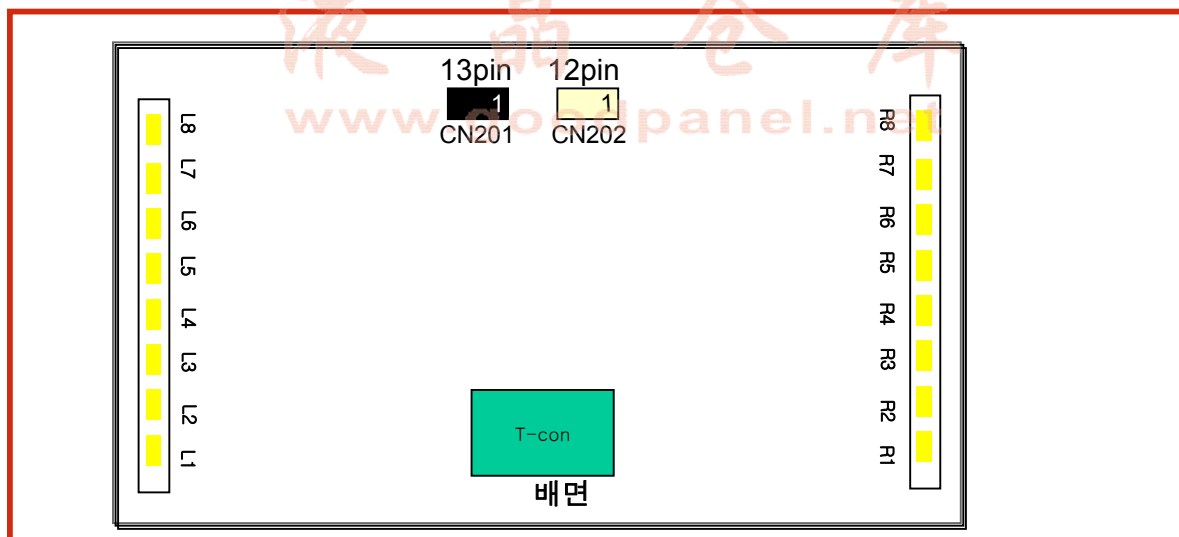 液晶仓库
www.goodpanel.net
13pin 12pin
1 1
CN201 CN202
L8
L7
L6
L5
L4
L3
L2
L1
R8
R7
R6
R5
R4
R3
R2
R1
T-con
배면